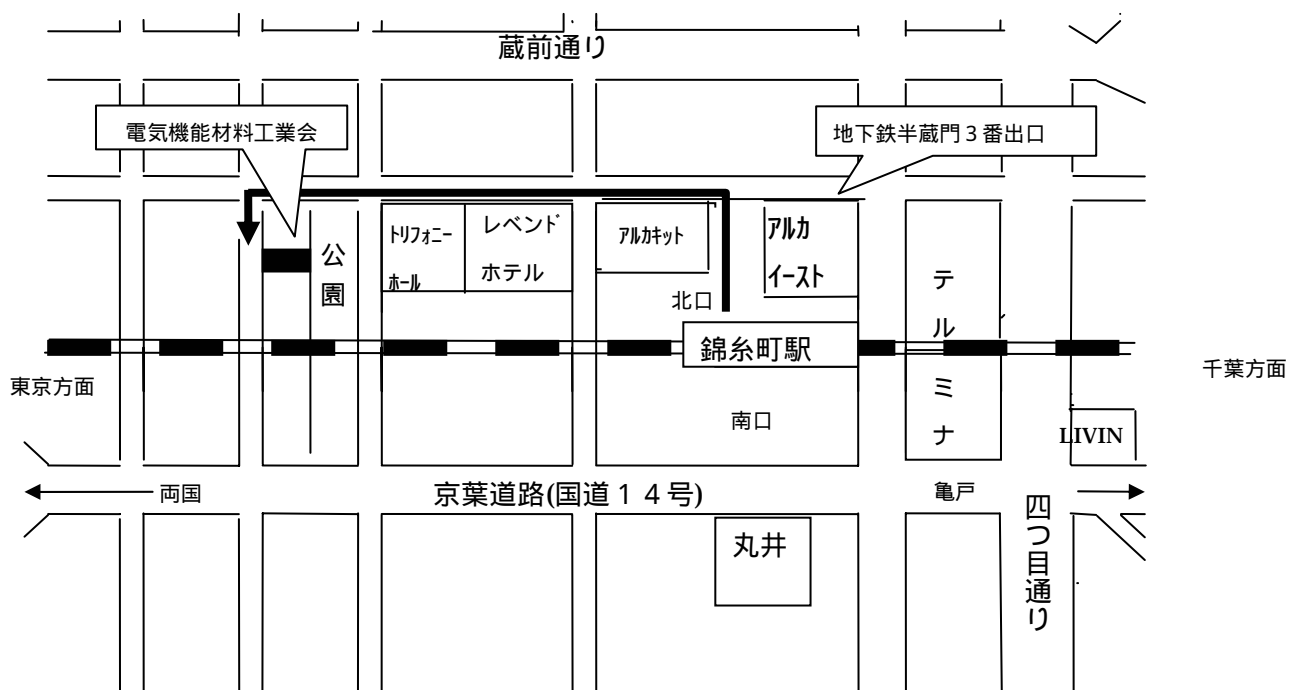 蔵前通り
電気機能材料工業会
地下鉄半蔵門３番出口
ﾄﾘﾌｫﾆｰ
ﾎｰﾙ
レベンドﾞ
ホテル
ｱﾙｶｷｯﾄ
ｱﾙｶ
ｲｰｽﾄ
公園
北口
テルミナ
錦糸町駅
東京方面
千葉方面
南口
LIVIN
両国
京葉道路(国道１４号)
亀戸
四つ目通り
丸井